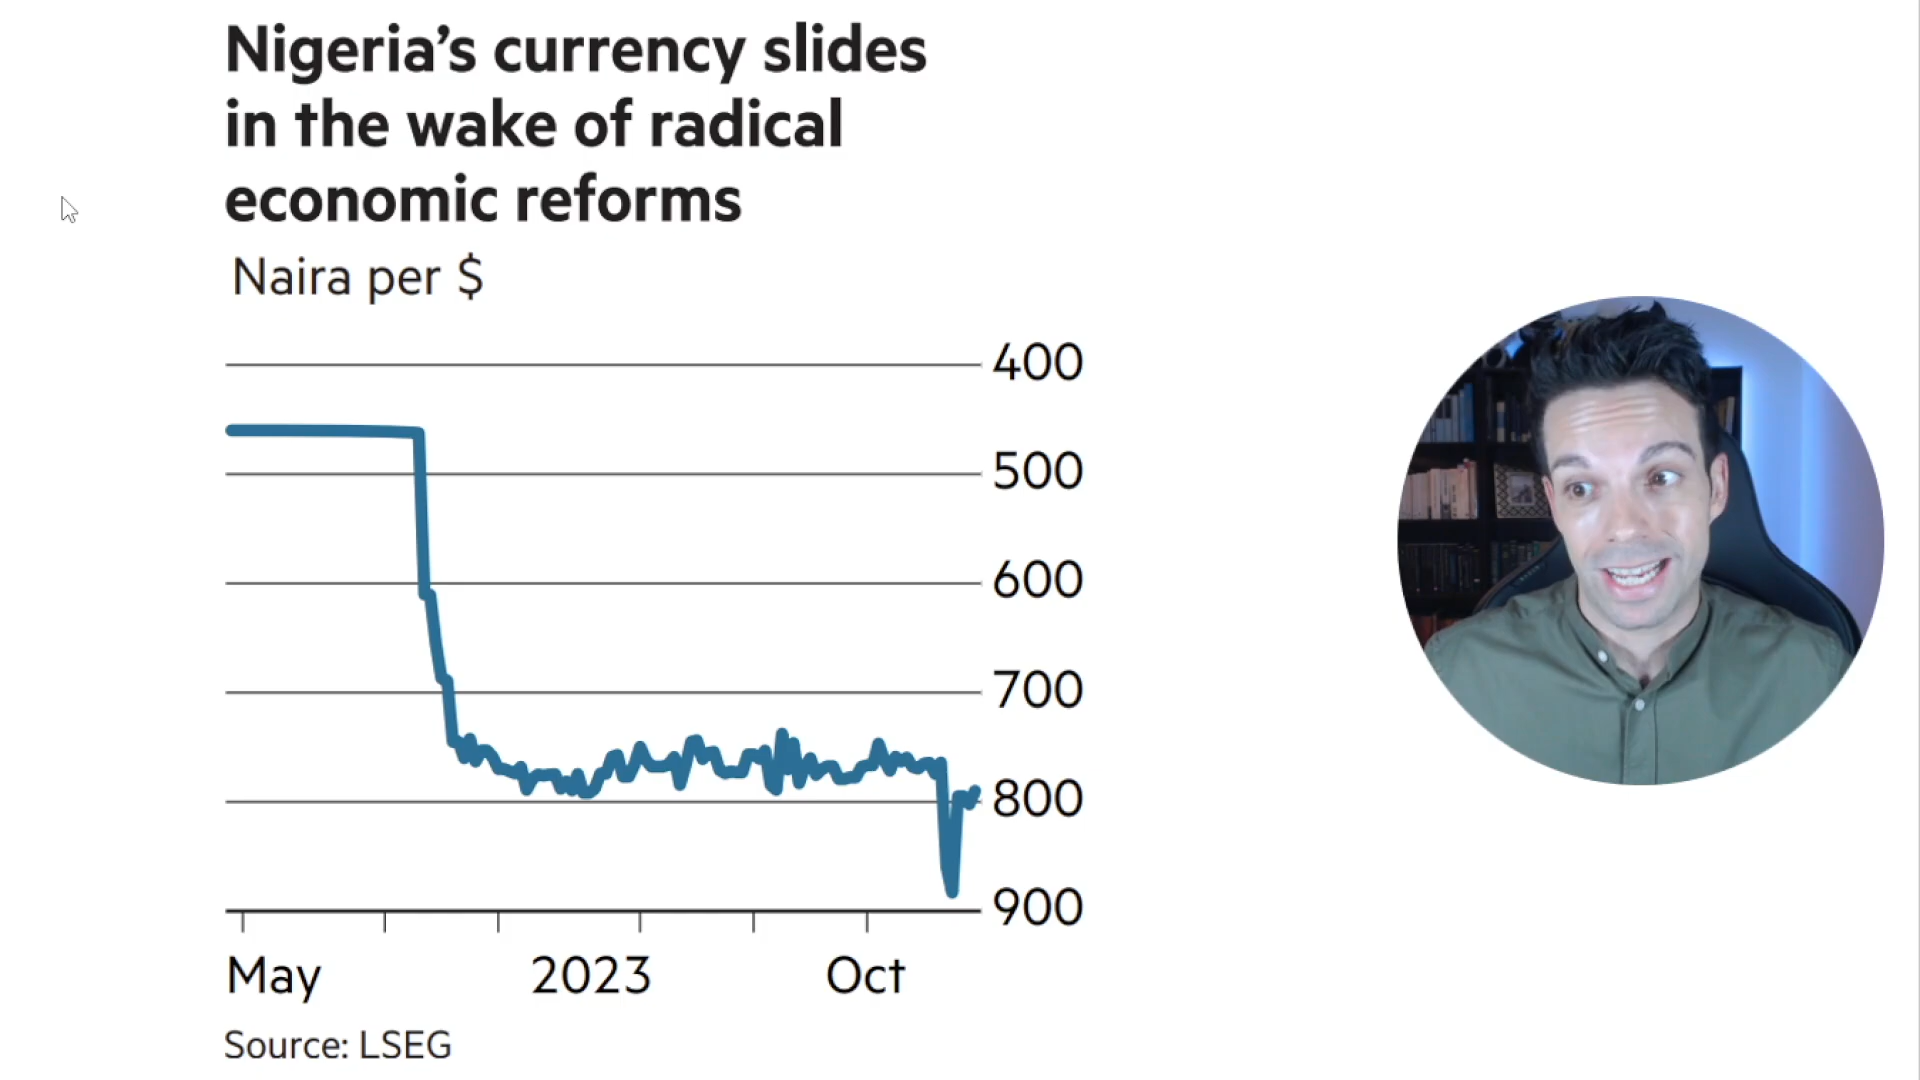 Nigeria’s currency slides
in the wake of radical
economic reforms
Naira per $
400
500
600
700
800
900
May 2023 Oct
Source: LSEG